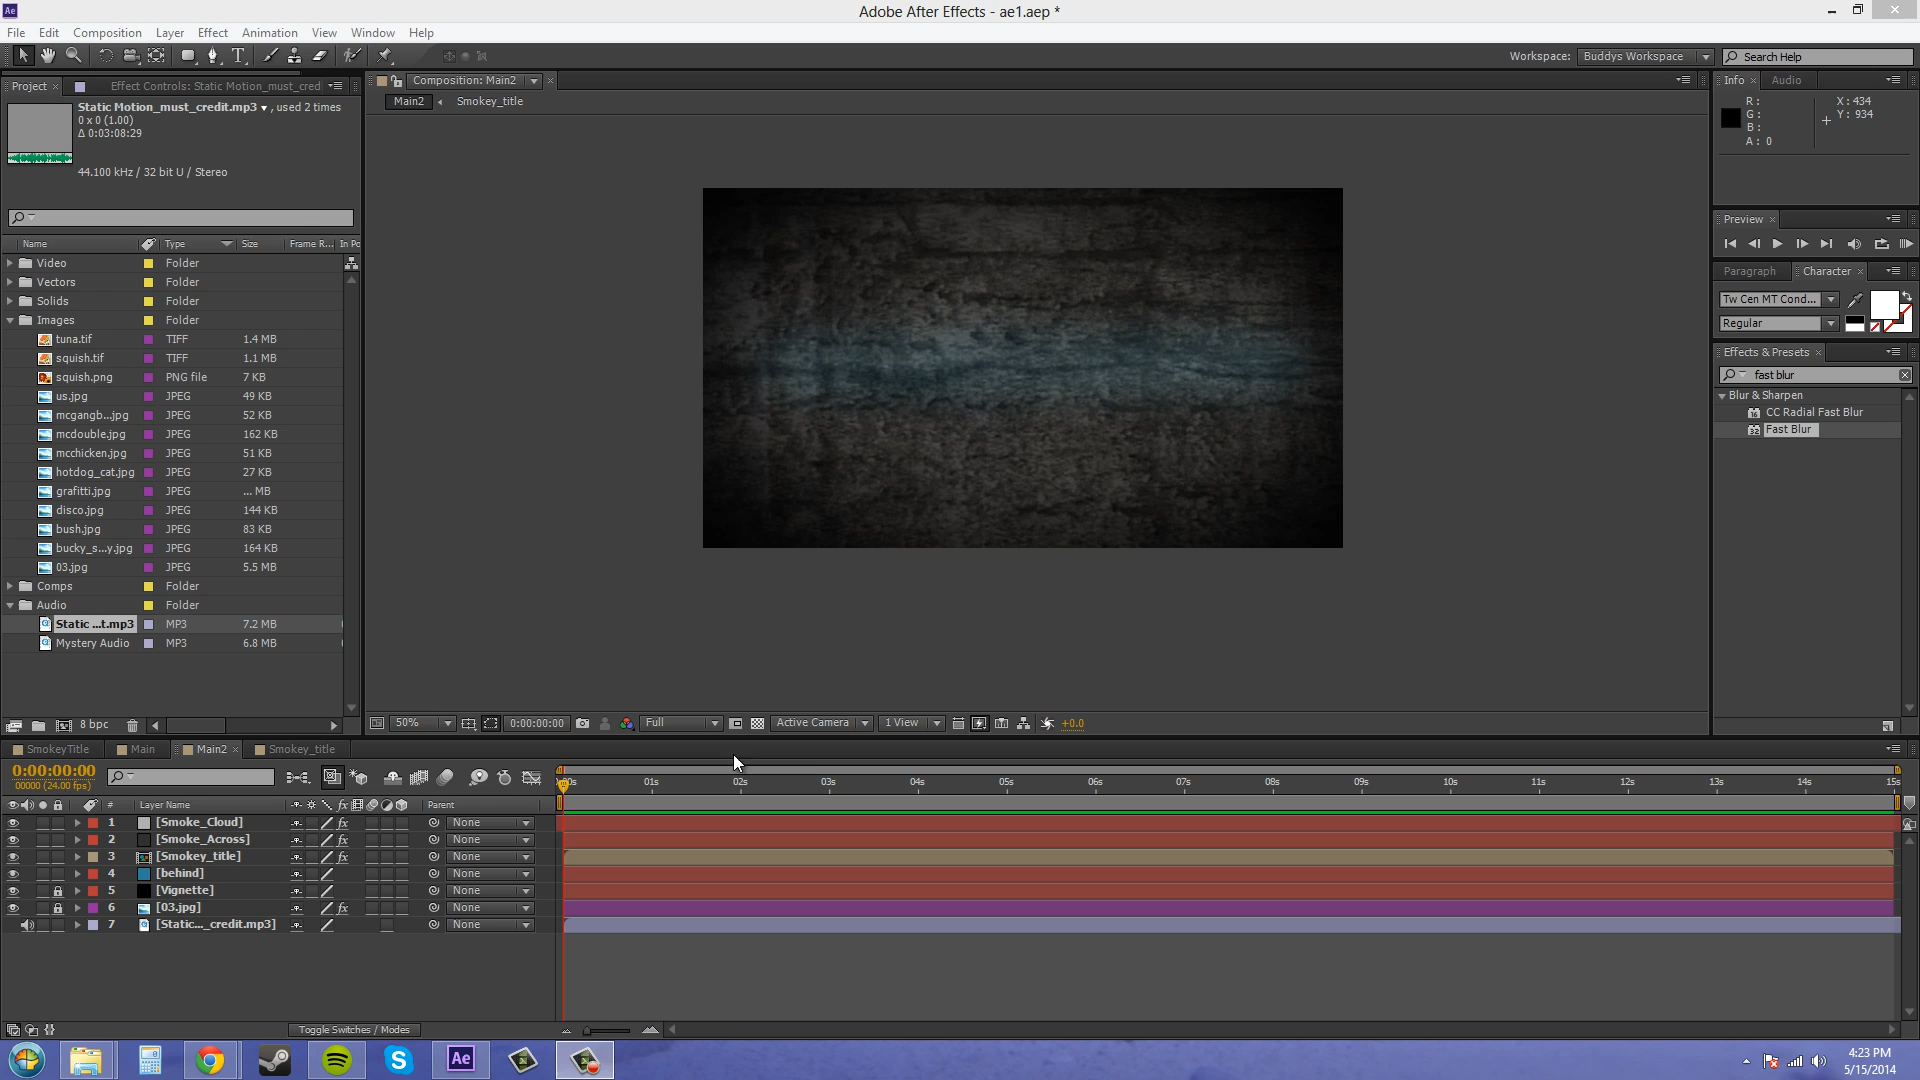 Ae
Adobe After Effects - ae1.aep *
File Edit Composition Layer Effect Animation View Window Help
T
Workspace: Buddys Workspace Search Help
Project × Effect Controls: Static Motion_must_cred
Composition: Main2 ×
Info × Audio
Static Motion_must_credit.mp3 , used 2 times
0 x 0 (1.00)
Δ 0:03:08:29
44.100 kHz / 32 bit U / Stereo
Main2 Smokey_title
R:
G:
B:
A: 0
X: 434
Y: 934
Preview ×
Name Type Size Frame R... In Po
Video Folder
Vectors Folder
Solids Folder
Images Folder
tuna.tif TIFF 1.4 MB
squish.tif TIFF 1.1 MB
squish.png PNG file 7 KB
us.jpg JPEG 49 KB
mcgangb...jpg JPEG 52 KB
mcdouble.jpg JPEG 162 KB
mcchicken.jpg JPEG 51 KB
hotdog_cat.jpg JPEG 27 KB
grafitti.jpg JPEG ... MB
disco.jpg JPEG 144 KB
bush.jpg JPEG 83 KB
bucky_s...y.jpg JPEG 164 KB
03.jpg JPEG 5.5 MB
Comps Folder
Audio Folder
Static ...t.mp3 MP3 7.2 MB
Mystery Audio MP3 6.8 MB
8 bpc
Paragraph Character ×
Tw Cen MT Cond...
Regular
Effects & Presets ×
fast blur
Blur & Sharpen
16 CC Radial Fast Blur
32 Fast Blur
50% 0:00:00:00 Full Active Camera 1 View +0.0
SmokeyTitle Main Main2 × Smokey_title
0:00:00:00
00000 (24.00 fps)
01s 02s 03s 04s 05s 06s 07s 08s 09s 10s 11s 12s 13s 14s 15s
# Layer Name fx Parent
1 [Smoke_Cloud] fx None
2 [Smoke_Across] fx None
3 [Smokey_title] fx None
4 [behind] None
5 [Vignette] None
6 [03.jpg] fx None
7 [Static..._credit.mp3] None
Toggle Switches / Modes
S
Ae
4:23 PM
5/15/2014